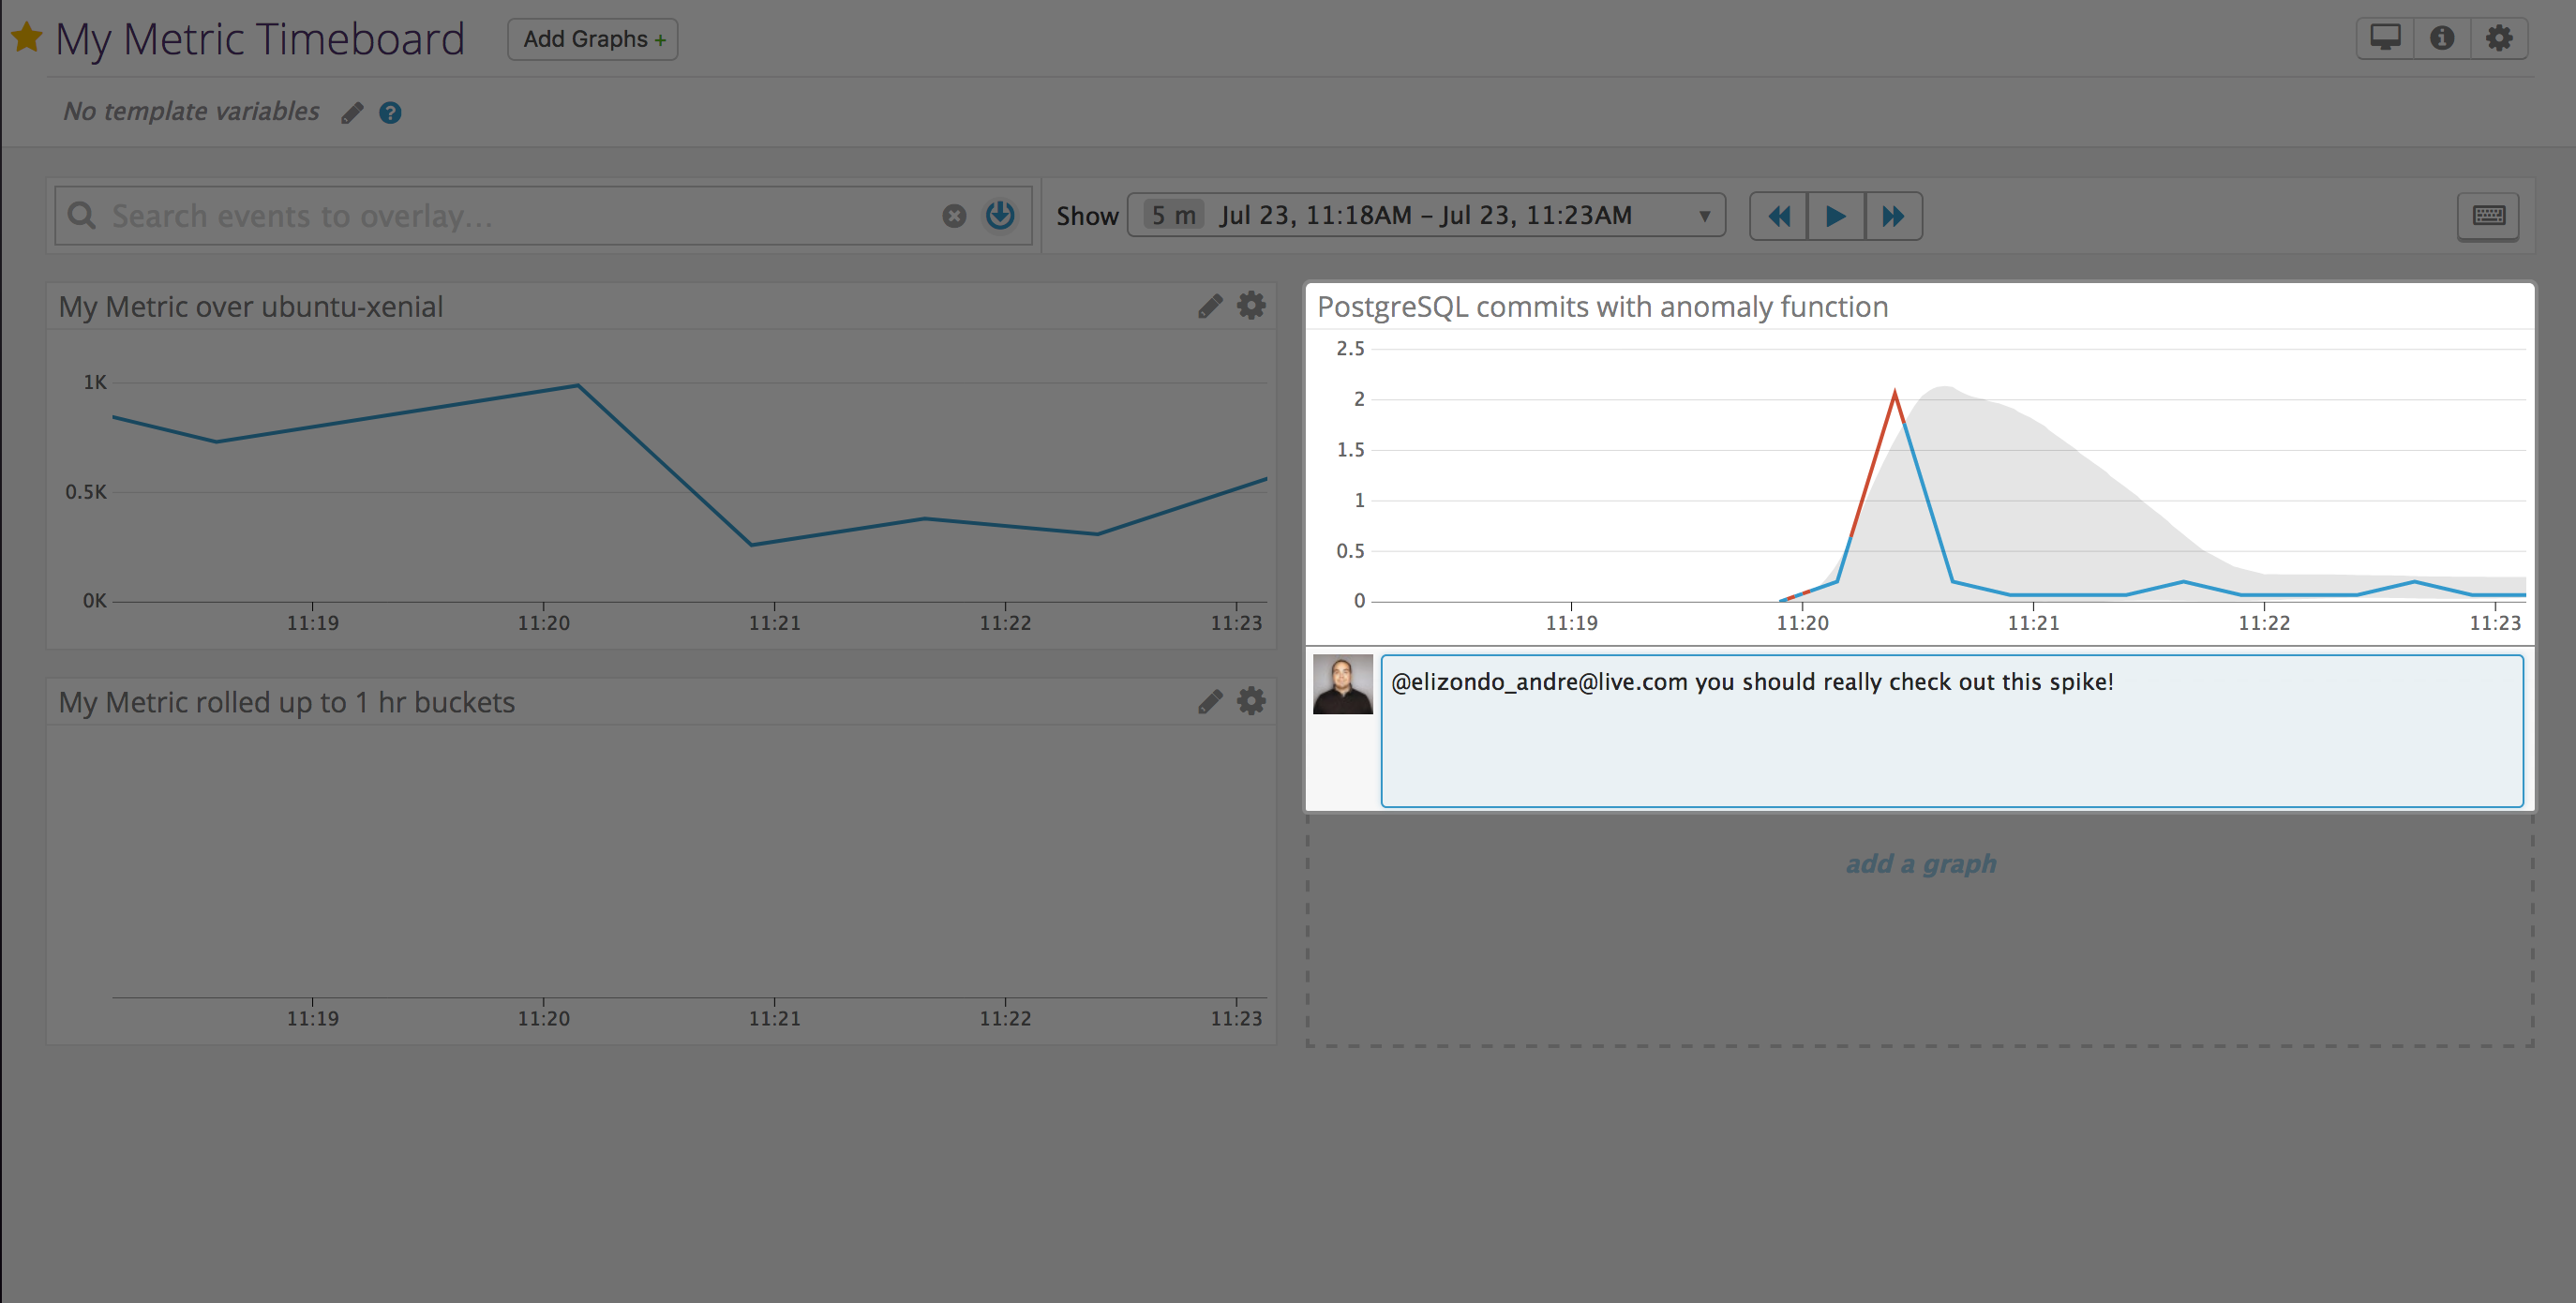 My Metric Timeboard
Add Graphs +
No template variables
?
Search events to overlay...
Show 5 m Jul 23, 11:18AM – Jul 23, 11:23AM
My Metric over ubuntu-xenial
1K
0.5K
0K
11:19 11:20 11:21 11:22 11:23
PostgreSQL commits with anomaly function
2.5
2
1.5
1
0.5
0
11:19 11:20 11:21 11:22 11:23
@elizondo_andre@live.com you should really check out this spike!
My Metric rolled up to 1 hr buckets
11:19 11:20 11:21 11:22 11:23
add a graph